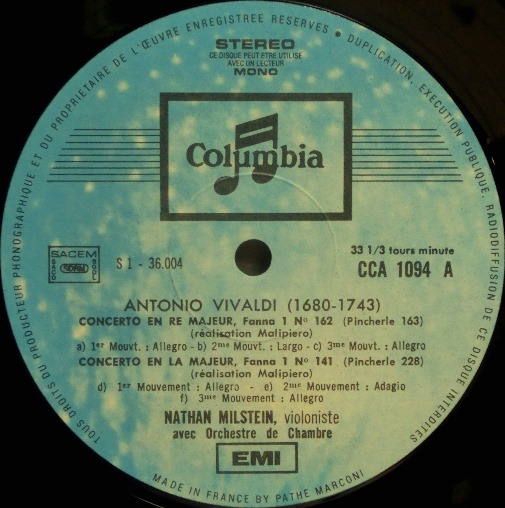 TOUS DROITS DU PRODUCTEUR PHONOGRAPHIQUE ET DU PROPRIETAIRE DE L'ŒUVRE ENREGISTREE RESERVES • DUPLICATION, EXECUTION PUBLIQUE, RADIODIFFUSION DE CE DISQUE INTERDITES
STEREO
CE DISQUE PEUT ETRE UTILISE
AVEC UN LECTEUR
MONO
Columbia
SACEM
SDRM
S 1 - 36.004
33 1/3 tours minute
CCA 1094 A
ANTONIO VIVALDI (1680-1743)
CONCERTO EN RE MAJEUR, Fanna 1 N° 162 (Pincherle 163)
(réalisation Malipiero)
a) 1er Mouvt. : Allegro - b) 2me Mouvt. : Largo - c) 3me Mouvt. : Allegro
CONCERTO EN LA MAJEUR, Fanna 1 N° 141 (Pincherle 228)
(réalisation Malipiero)
d) 1er Mouvement : Allegro - e) 2me Mouvement : Adagio
f) 3me Mouvement : Allegro
NATHAN MILSTEIN, violoniste
avec Orchestre de Chambre
EMI
MADE IN FRANCE BY PATHE MARCONI